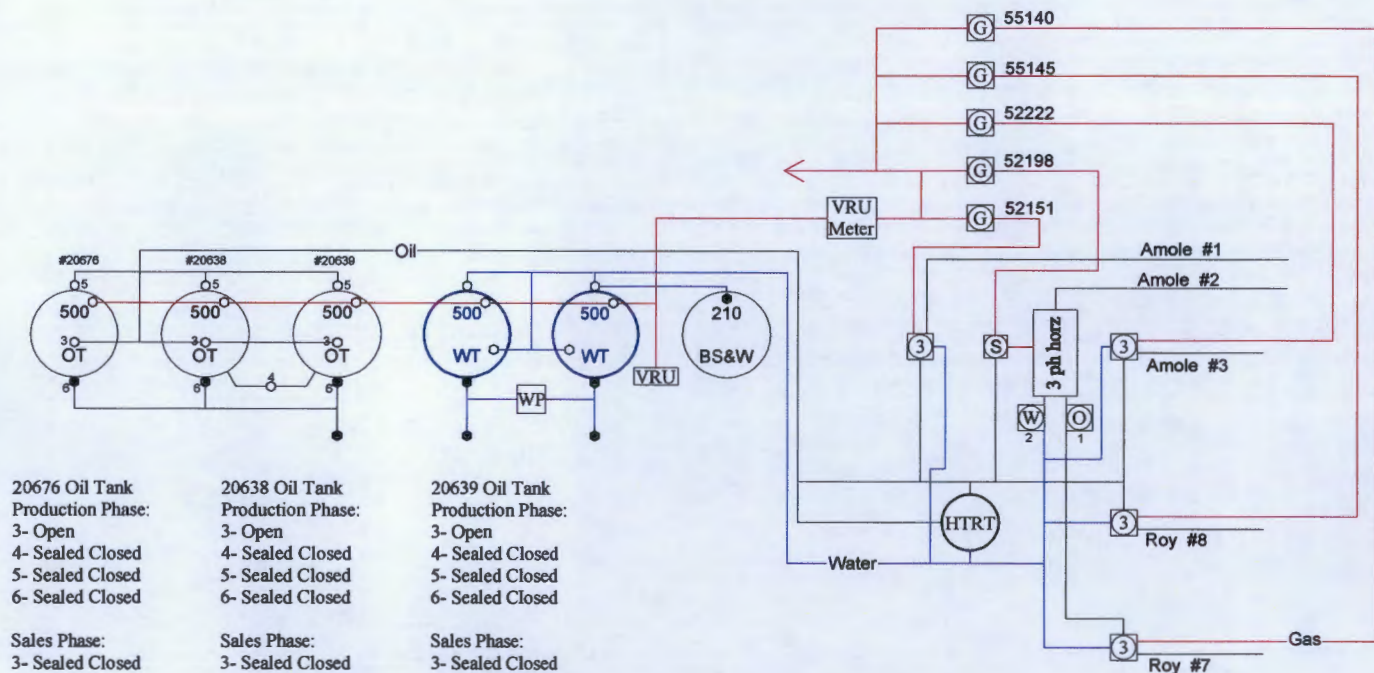 G 55140
G 55145
G 52222
G 52198
G 52151
VRU
Meter
Oil
#20676 #20638 #20639
5 5 5
500 500 500 500 500 210
3 3 3
OT OT OT WT WT BS&W
6 6 4 6
VRU
WP
Amole #1
Amole #2
3 S 3 ph horz 3
Amole #3
W O
2 1
HTRT 3
Roy #8
Water
Gas
3
Roy #7
20676 Oil Tank
Production Phase:
3- Open
4- Sealed Closed
5- Sealed Closed
6- Sealed Closed
Sales Phase:
3- Sealed Closed
20638 Oil Tank
Production Phase:
3- Open
4- Sealed Closed
5- Sealed Closed
6- Sealed Closed
Sales Phase:
3- Sealed Closed
20639 Oil Tank
Production Phase:
3- Open
4- Sealed Closed
5- Sealed Closed
6- Sealed Closed
Sales Phase:
3- Sealed Closed